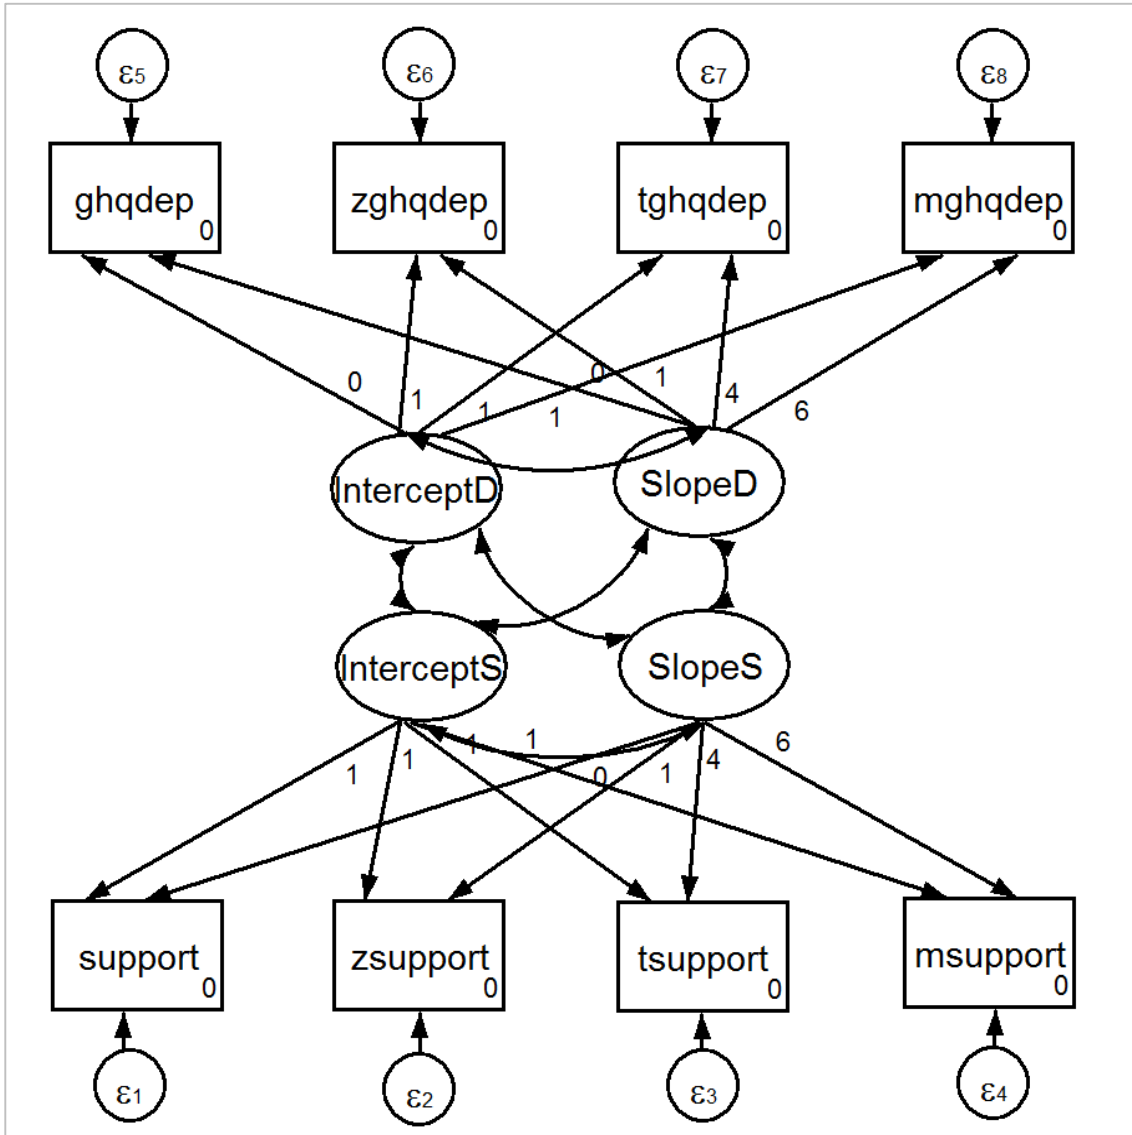 ε5 ε6 ε7 ε8
ghqdep zghqdep tghqdep mghqdep
0 0 0 0
0 1 1 1 0 1 4 6
InterceptD SlopeD
InterceptS SlopeS
1 1 1 1 0 1 4 6
support zsupport tsupport msupport
0 0 0 0
ε1 ε2 ε3 ε4